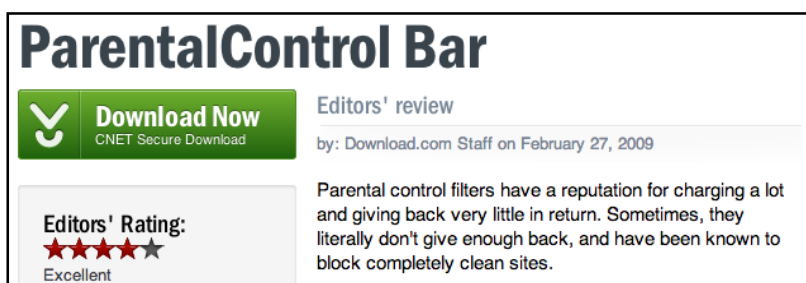 ParentalControl Bar
Download Now
CNET Secure Download
Editors' Rating:
Excellent
Editors' review
by: Download.com Staff on February 27, 2009
Parental control filters have a reputation for charging a lot
and giving back very little in return. Sometimes, they
literally don't give enough back, and have been known to
block completely clean sites.